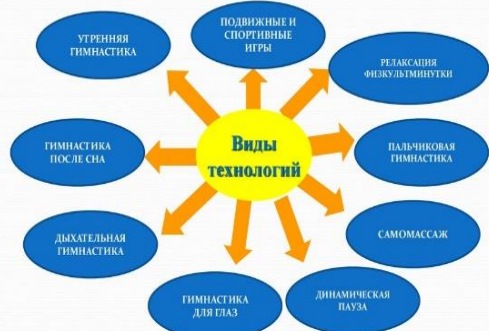 ПОДВИЖНЫЕ И
СПОРТИВНЫЕ
ИГРЫ
УТРЕННЯЯ
ГИМНАСТИКА
РЕЛАКСАЦИЯ
ФИЗКУЛЬТМИНУТКИ
Виды
технологий
ГИМНАСТИКА
ПОСЛЕ СНА
ПАЛЬЧИКОВАЯ
ГИМНАСТИКА
ДЫХАТЕЛЬНАЯ
ГИМНАСТИКА
САМОМАССАЖ
ГИМНАСТИКА
ДЛЯ ГЛАЗ
ДИНАМИЧЕСКАЯ
ПАУЗА